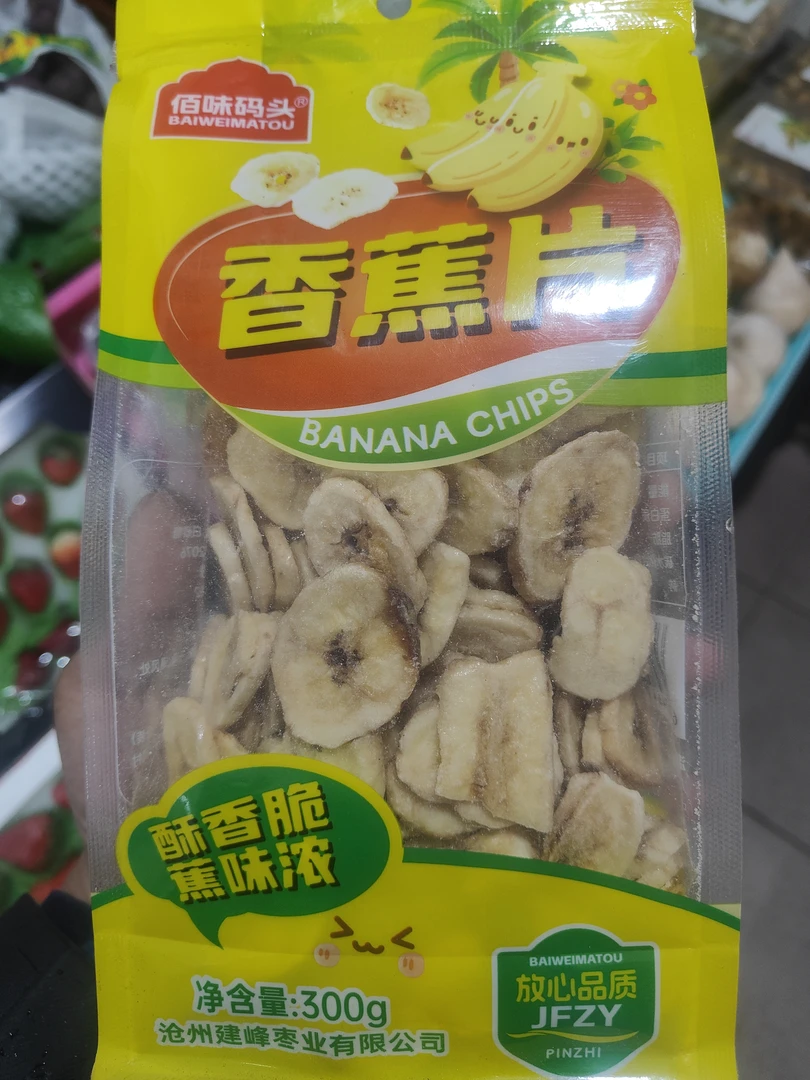 佰味码头®
BAIWEIMATOU
香蕉片
BANANA CHIPS
酥香脆
蕉味浓
净含量:300g
沧州建峰枣业有限公司
BAIWEIMATOU
放心品质
JFZY
PINZHI